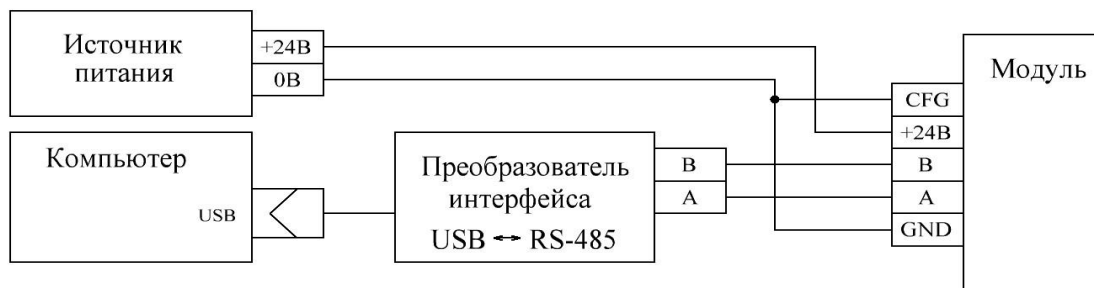 Источник
питания
+24В
0В
Модуль
CFG
+24В
В
А
GND
Компьютер
USB
Преобразователь
интерфейса
USB ↔ RS-485
В
А